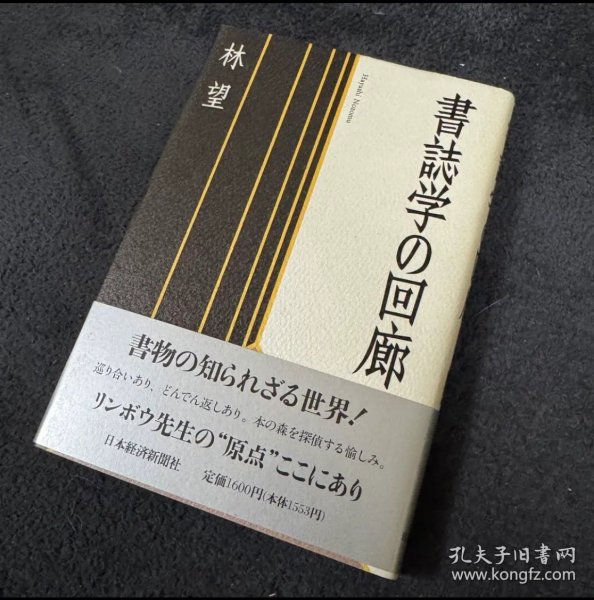 書誌学の回廊
Hayashi Nozomu
林望
書物の知られざる世界!
巡り合いあり、どんでん返しあり。本の森を探偵する愉しみ。
リンボウ先生の“原点”ここにあり
日本経済新聞社 定価1600円(本体1553円)
孔夫子旧书网
www.kongfz.com